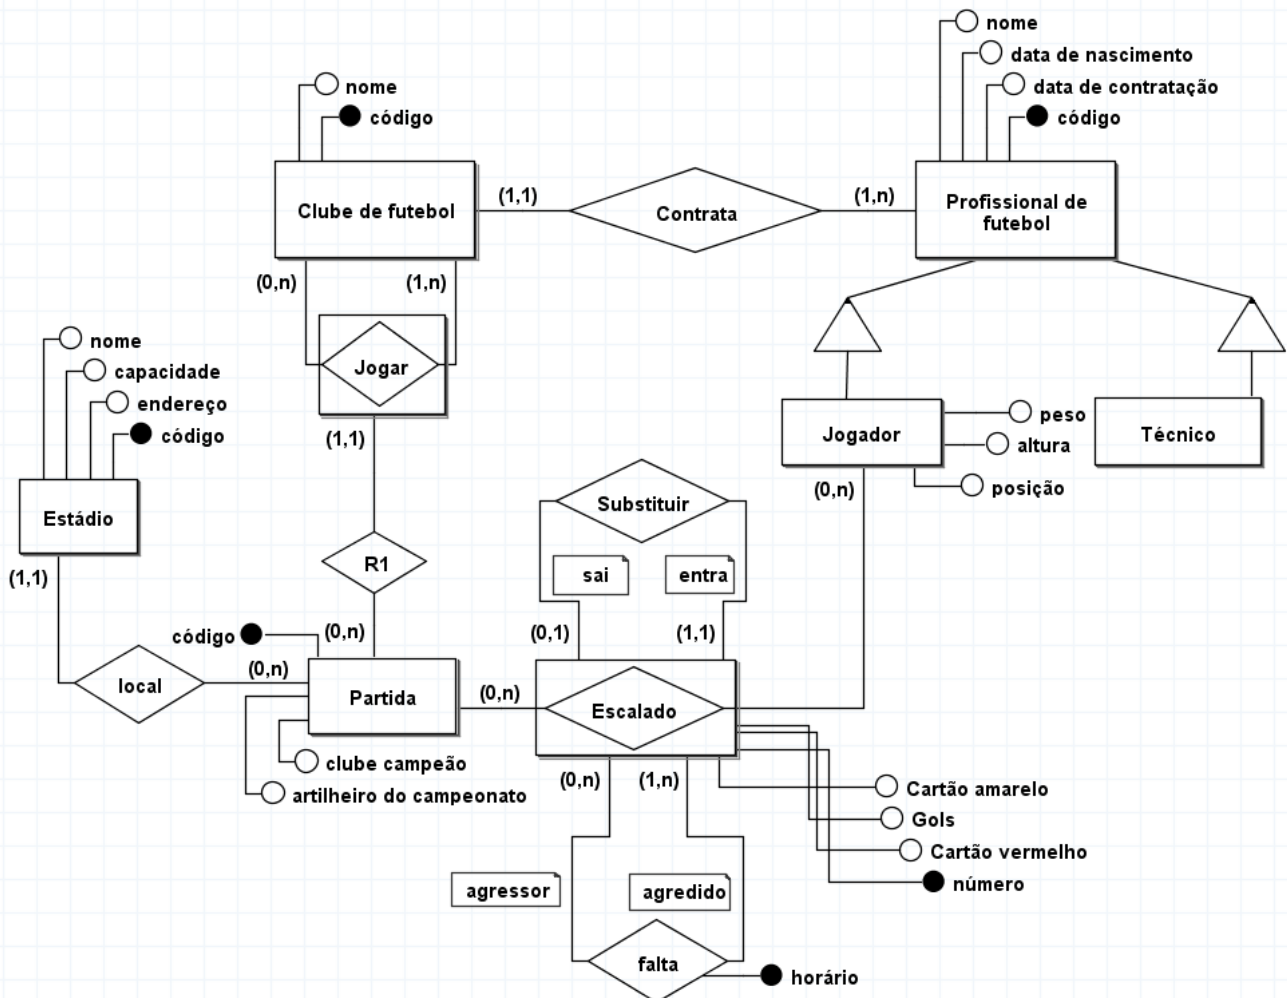 nome
data de nascimento
data de contratação
código
nome
código
Clube de futebol
(1,1)
Contrata
(1,n)
Profissional de
futebol
(0,n)
(1,n)
Jogar
(1,1)
nome
capacidade
endereço
código
Estádio
(1,1)
peso
altura
posição
Jogador
(0,n)
Técnico
Substituir
sai
entra
(0,1)
(1,1)
R1
(0,n)
código
local
(0,n)
Partida
(0,n)
Escalado
clube campeão
artilheiro do campeonato
(0,n)
(1,n)
Cartão amarelo
Gols
Cartão vermelho
número
agressor
agredido
falta
horário